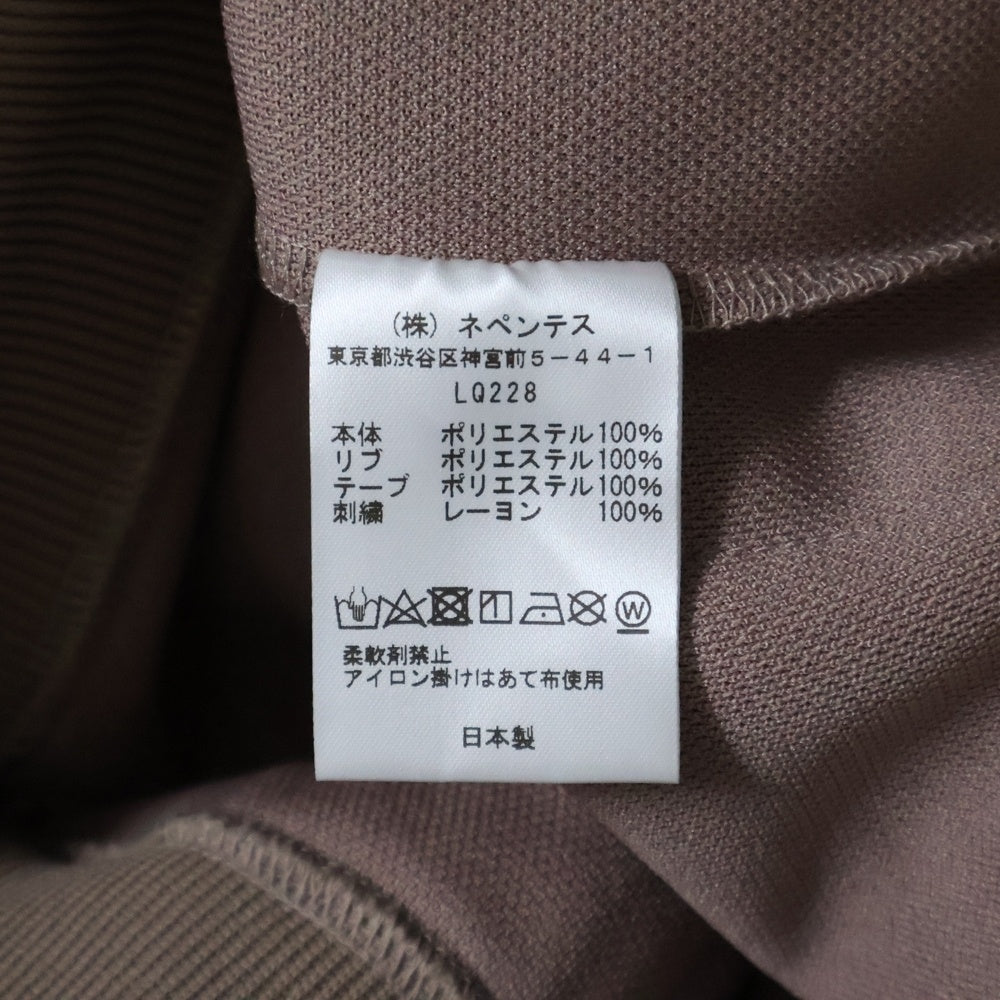 (株) ネペンテス
東京都渋谷区神宮前5-44-1
LQ228
本体 ポリエステル100%
リブ ポリエステル100%
テープ ポリエステル100%
刺繍 レーヨン 100%
W
柔軟剤禁止
アイロン掛けはあて布使用
日本製